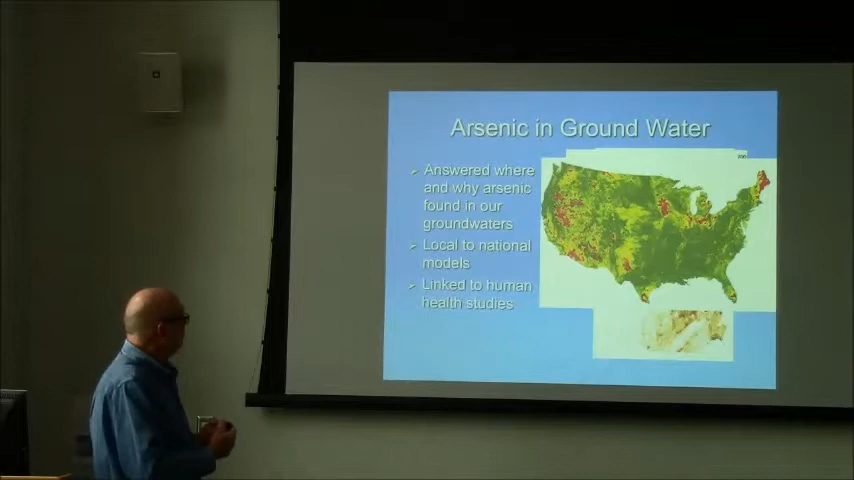 Arsenic in Ground Water
Answered where
and why arsenic
found in our
groundwaters
Local to national
models
Linked to human
health studies